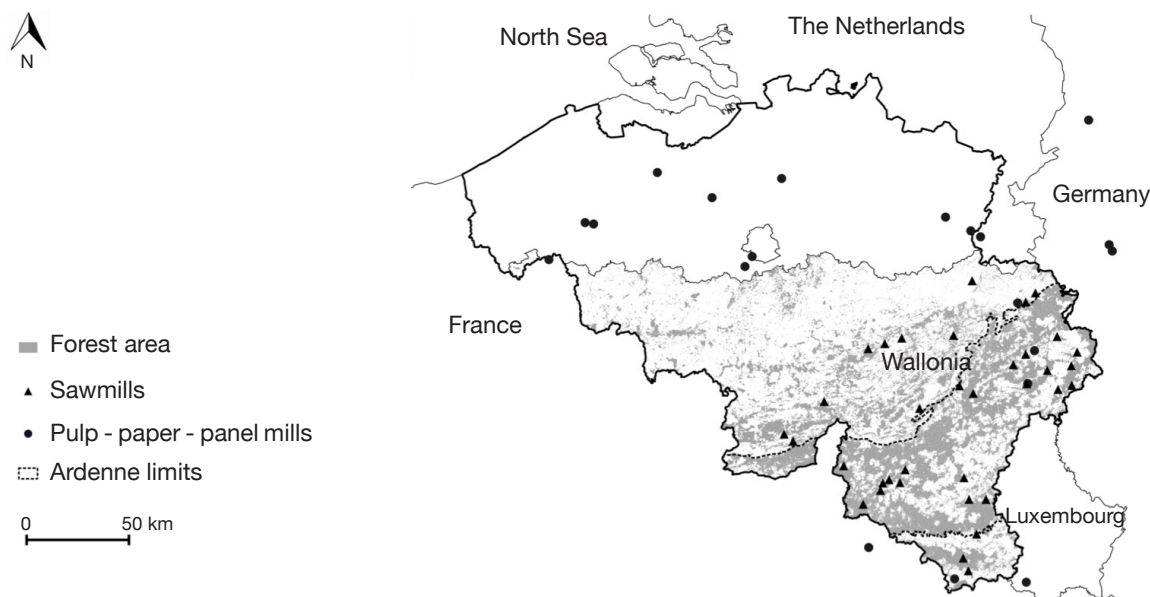 N
North Sea
The Netherlands
Germany
France
Wallonia
Luxembourg
Forest area
Sawmills
Pulp - paper - panel mills
Ardenne limits
0 50 km